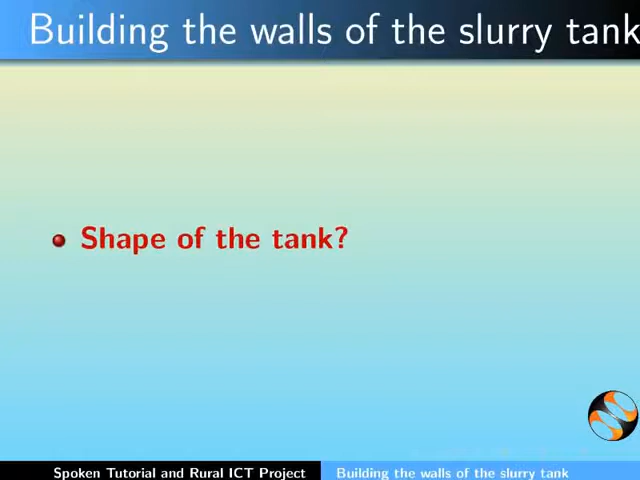 Building the walls of the slurry tank
Shape of the tank?
Spoken Tutorial and Rural ICT Project
Building the walls of the slurry tank